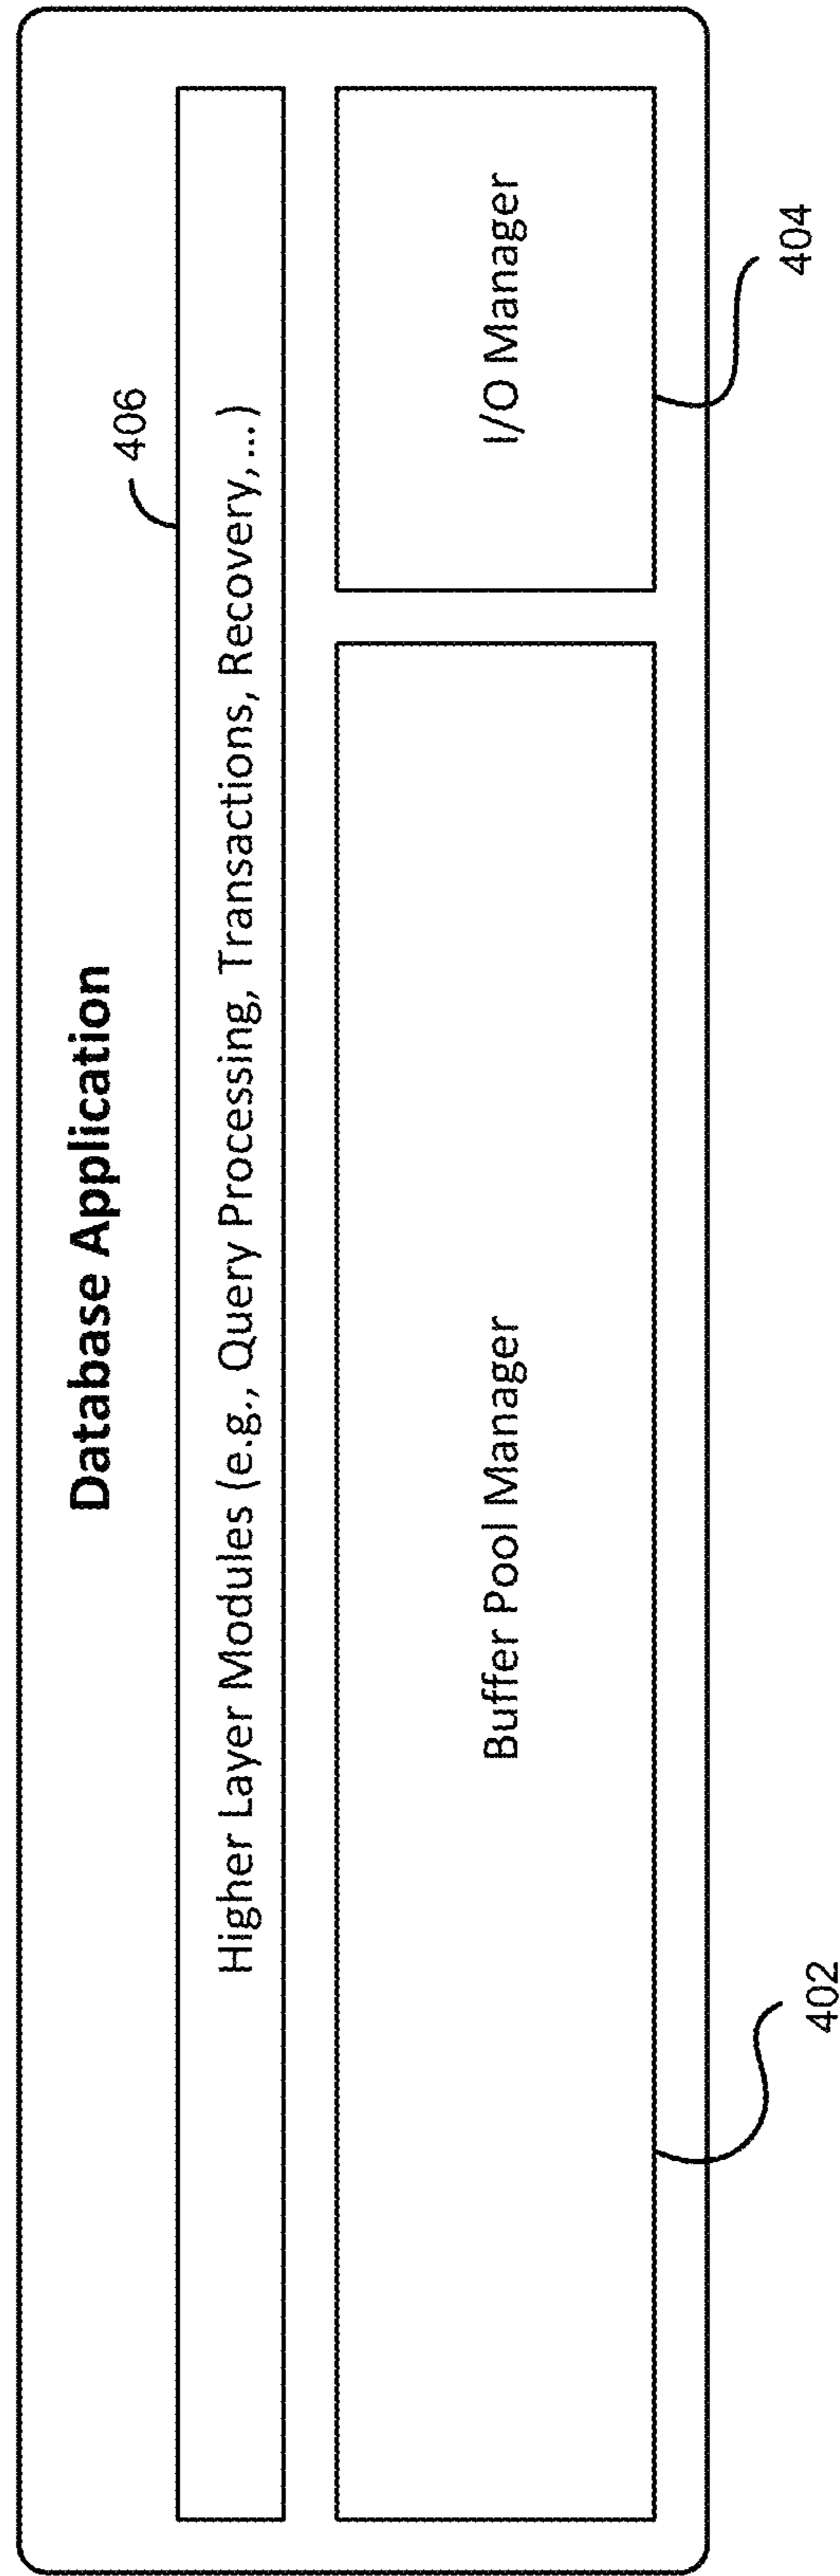 Database Application
406
Higher Layer Modules (e.g., Query Processing, Transactions, Recovery,...)
Buffer Pool Manager
I/O Manager
402
404